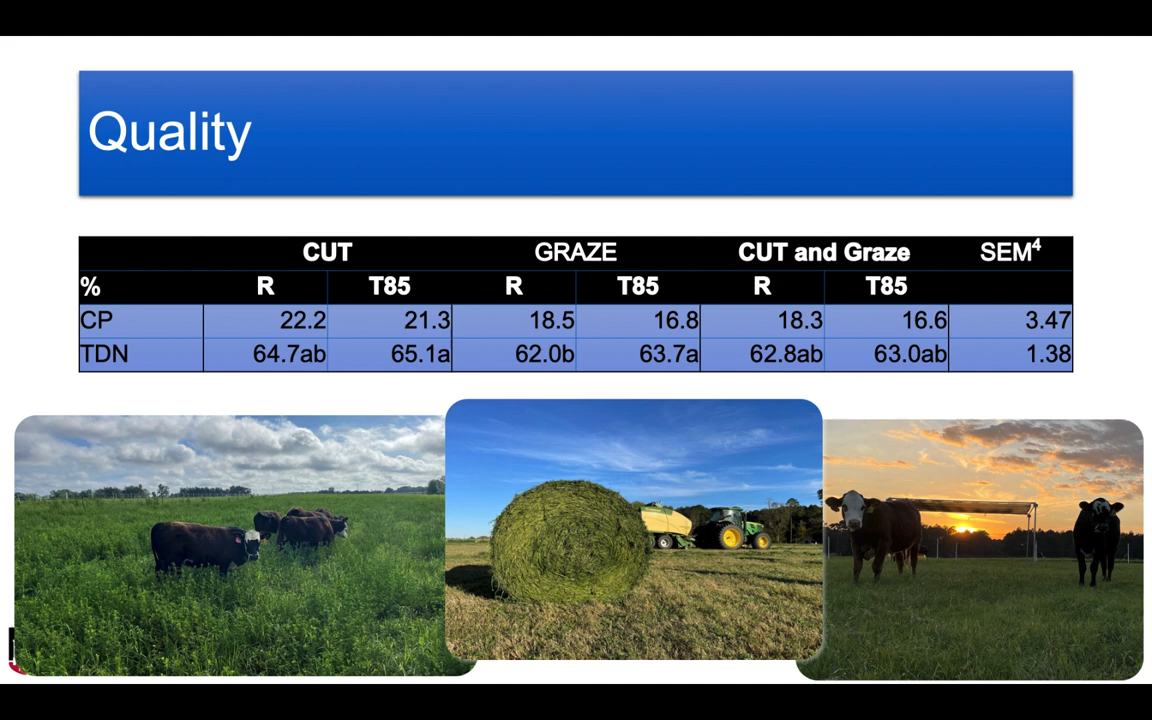 Quality
CUT GRAZE CUT and Graze SEM4
% R T85 R T85 R T85
CP 22.2 21.3 18.5 16.8 18.3 16.6 3.47
TDN 64.7ab 65.1a 62.0b 63.7a 62.8ab 63.0ab 1.38